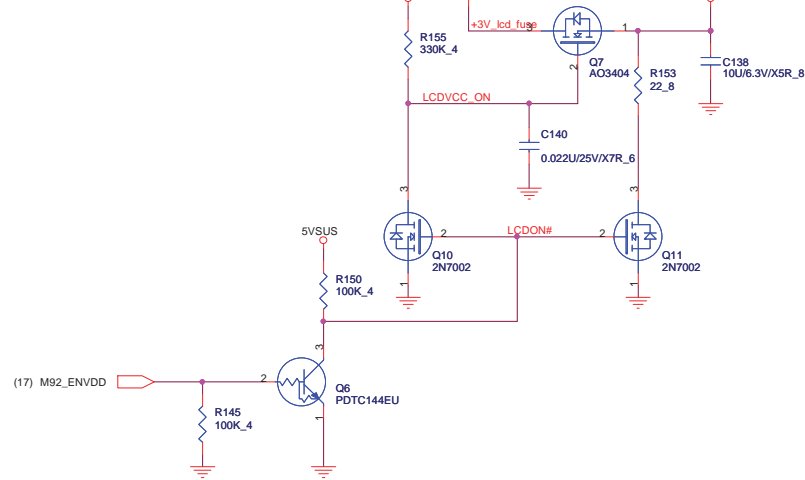 +3V_lcd_fuse
3
1
R155
330K_4
Q7
AO3404
2
C138
10U/6.3V/X5R_8
R153
22_8
LCDVCC_ON
C140
0.022U/25V/X7R_6
3
3
5VSUS
2
LCDON#
2
Q10
2N7002
Q11
2N7002
1
1
R150
100K_4
3
(17) M92_ENVDD
2
Q6
PDTC144EU
R145
100K_4
1